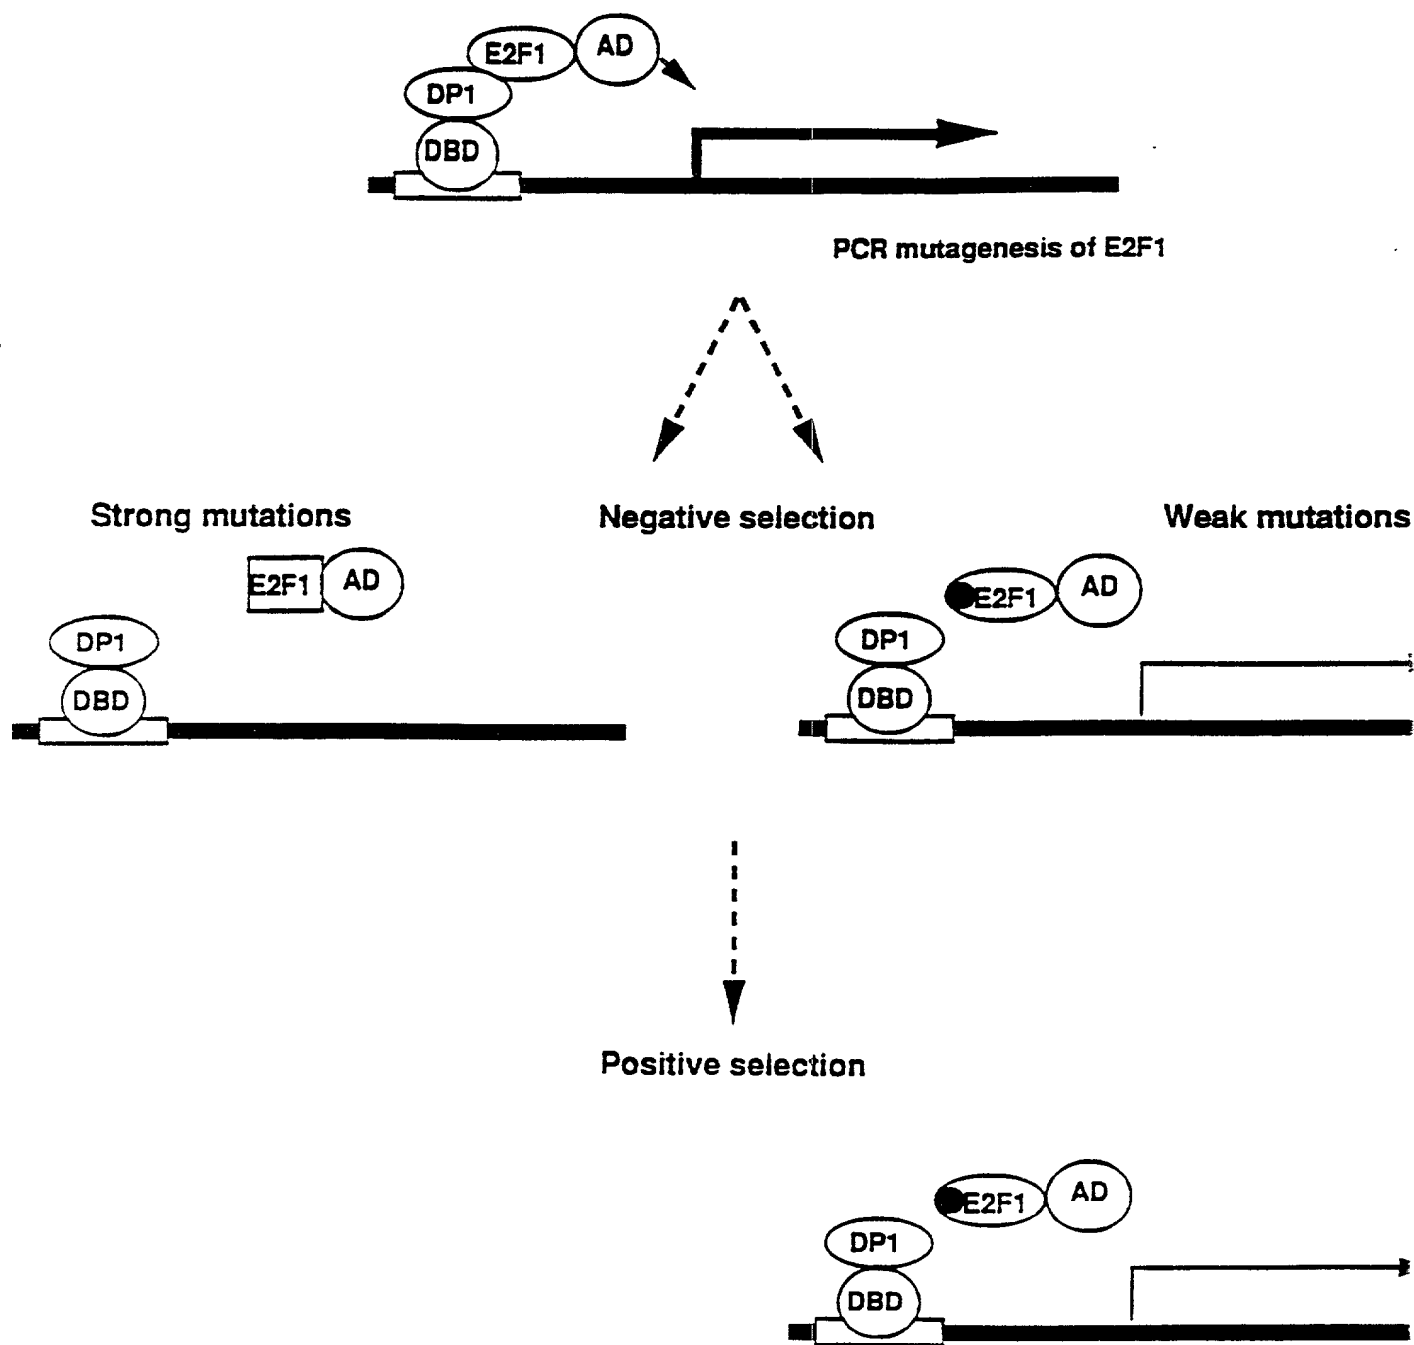 E2F1
AD
DP1
DBD
PCR mutagenesis of E2F1
Strong mutations
Negative selection
Weak mutations
E2F1
AD
DP1
DBD
E2F1
AD
DP1
DBD
Positive selection
E2F1
AD
DP1
DBD